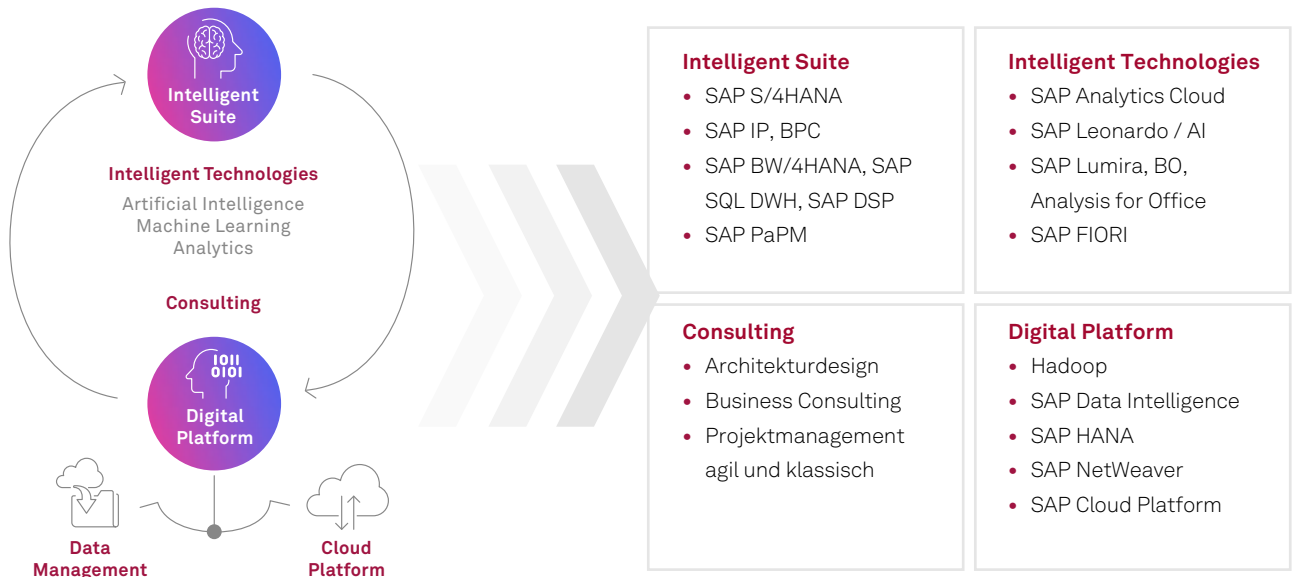 Intelligent
Suite
Intelligent Technologies
Artificial Intelligence
Machine Learning
Analytics
Consulting
1011
0101
Digital
Platform
Data
Management
Cloud
Platform
Intelligent Suite
• SAP S/4HANA
• SAP IP, BPC
• SAP BW/4HANA, SAP
SQL DWH, SAP DSP
• SAP PaPM
Intelligent Technologies
• SAP Analytics Cloud
• SAP Leonardo / AI
• SAP Lumira, BO,
Analysis for Office
• SAP FIORI
Consulting
• Architekturdesign
• Business Consulting
• Projektmanagement
agil und klassisch
Digital Platform
• Hadoop
• SAP Data Intelligence
• SAP HANA
• SAP NetWeaver
• SAP Cloud Platform